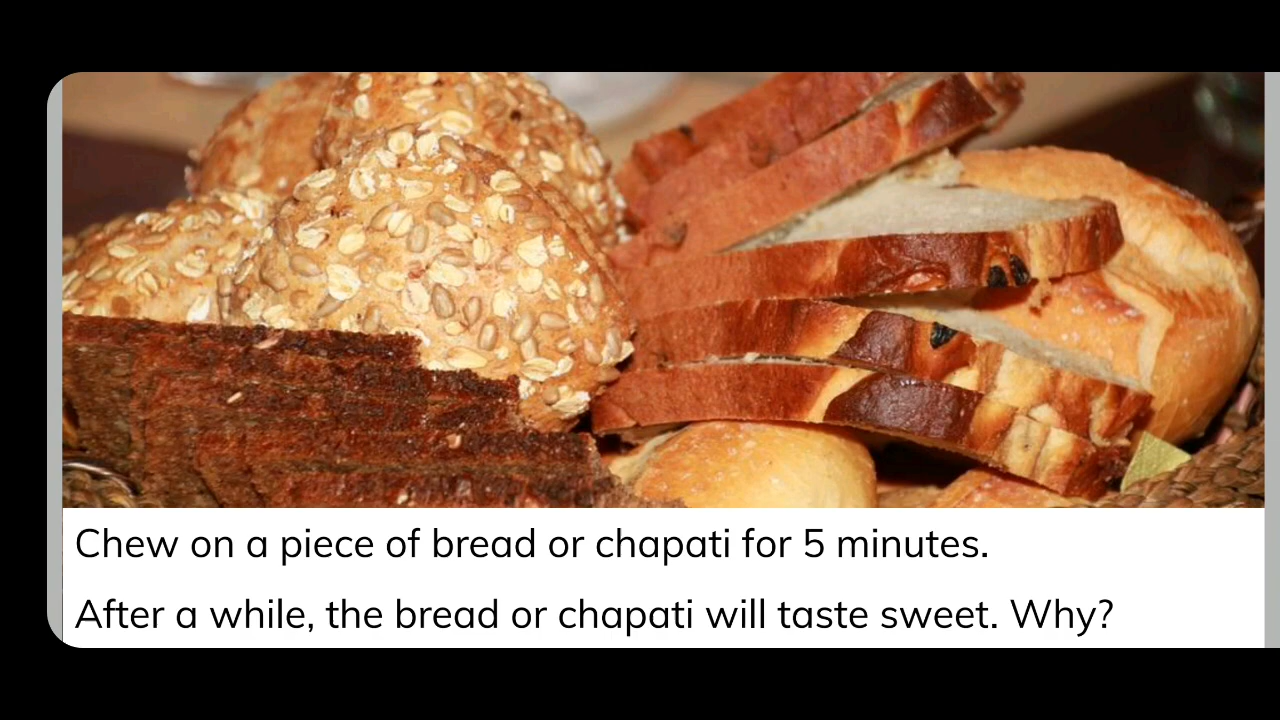 Chew on a piece of bread or chapati for 5 minutes.
After a while, the bread or chapati will taste sweet. Why?